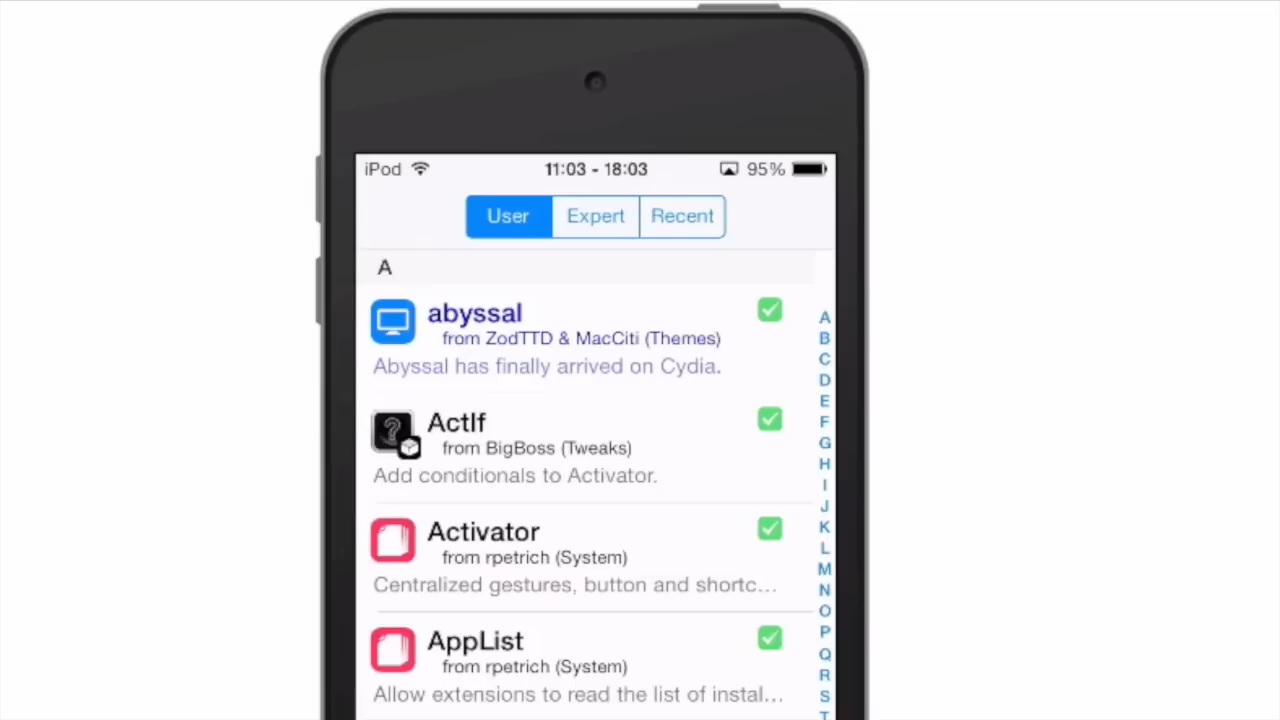 iPod 11:03 - 18:03 95%
User Expert Recent
A
abyssal
from ZodTTD & MacCiti (Themes)
Abyssal has finally arrived on Cydia.
ActIf
from BigBoss (Tweaks)
Add conditionals to Activator.
Activator
from rpetrich (System)
Centralized gestures, button and shortc...
AppList
from rpetrich (System)
Allow extensions to read the list of instal...
A
B
C
D
E
F
G
H
I
J
K
L
M
N
O
P
Q
R
S
T